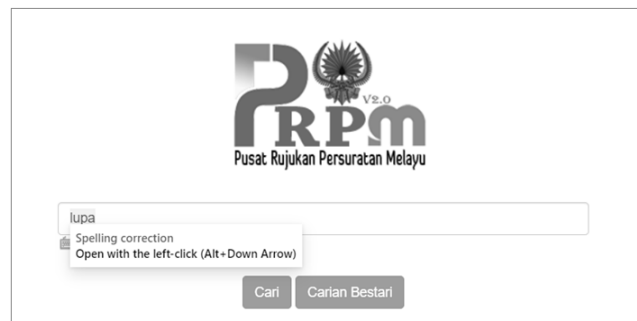 PRPM
V2.0
Pusat Rujukan Persuratan Melayu
lupa
Spelling correction
Open with the left-click (Alt+Down Arrow)
Cari
Carian Bestari